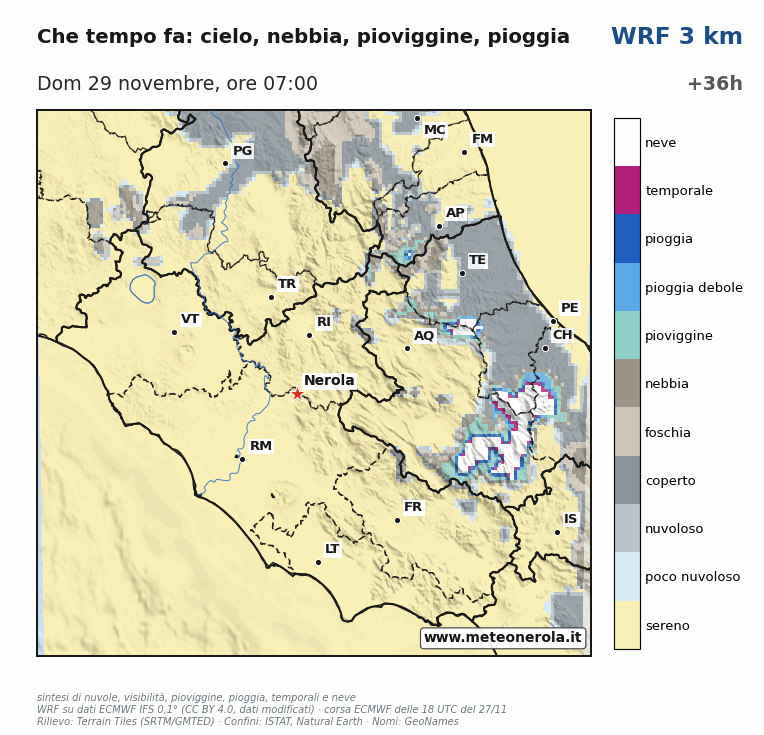 Che tempo fa: cielo, nebbia, pioviggine, pioggia
WRF 3 km
Dom 29 novembre, ore 07:00
+36h
MC
FM
PG
AP
TE
TR
PE
VT
RI
AQ
CH
Nerola
RM
FR
IS
LT
www.meteonerola.it
neve
temporale
pioggia
pioggia debole
pioviggine
nebbia
foschia
coperto
nuvoloso
poco nuvoloso
sereno
sintesi di nuvole, visibilità, pioviggine, pioggia, temporali e neve
WRF su dati ECMWF IFS 0,1° (CC BY 4.0, dati modificati) · corsa ECMWF delle 18 UTC del 27/11
Rilievo: Terrain Tiles (SRTM/GMTED) · Confini: ISTAT, Natural Earth · Nomi: GeoNames